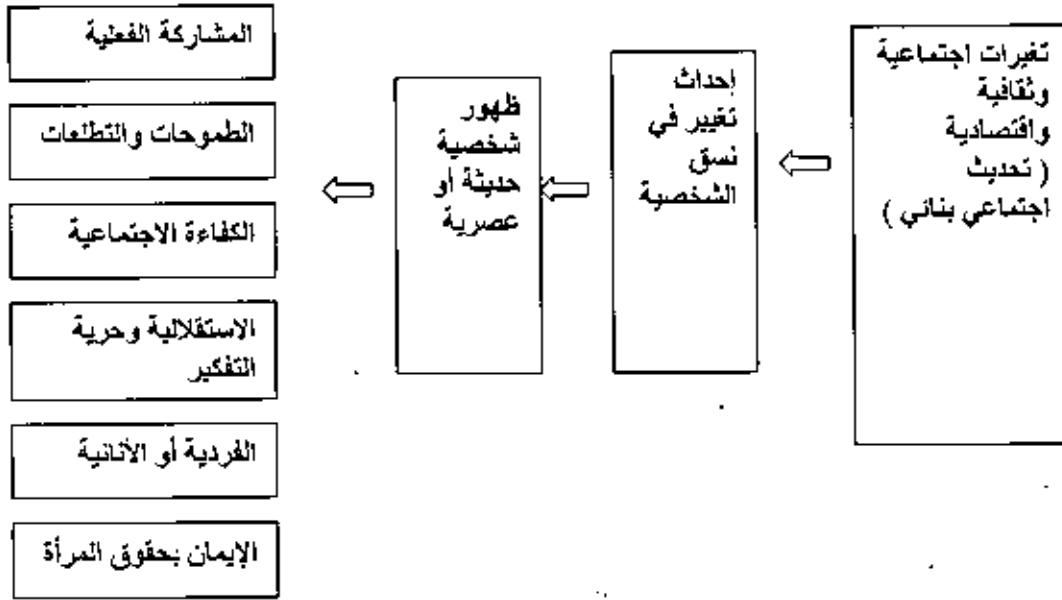 تغيرات اجتماعية
وثقافية
واقتصادية
( تحديث
اجتماعي بنائي )
إحداث
تغيير في
نسق
الشخصية
ظهور
شخصية
حديثة أو
عصرية
المشاركة الفعلية
الطموحات والتطلعات
الكفاءة الاجتماعية
الاستقلالية وحرية
التفكير
الفردية أو الأنانية
الإيمان بحقوق المرأة